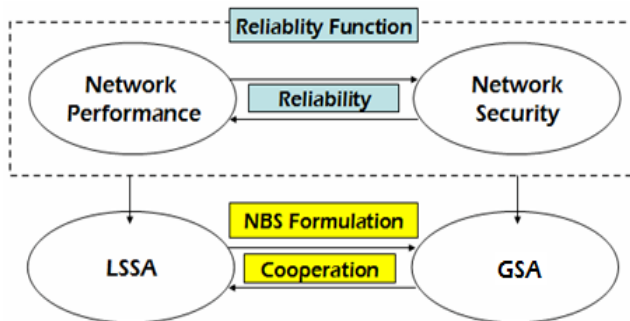 Reliablity Function
Network
Performance
Reliability
Network
Security
NBS Formulation
LSSA
Cooperation
GSA